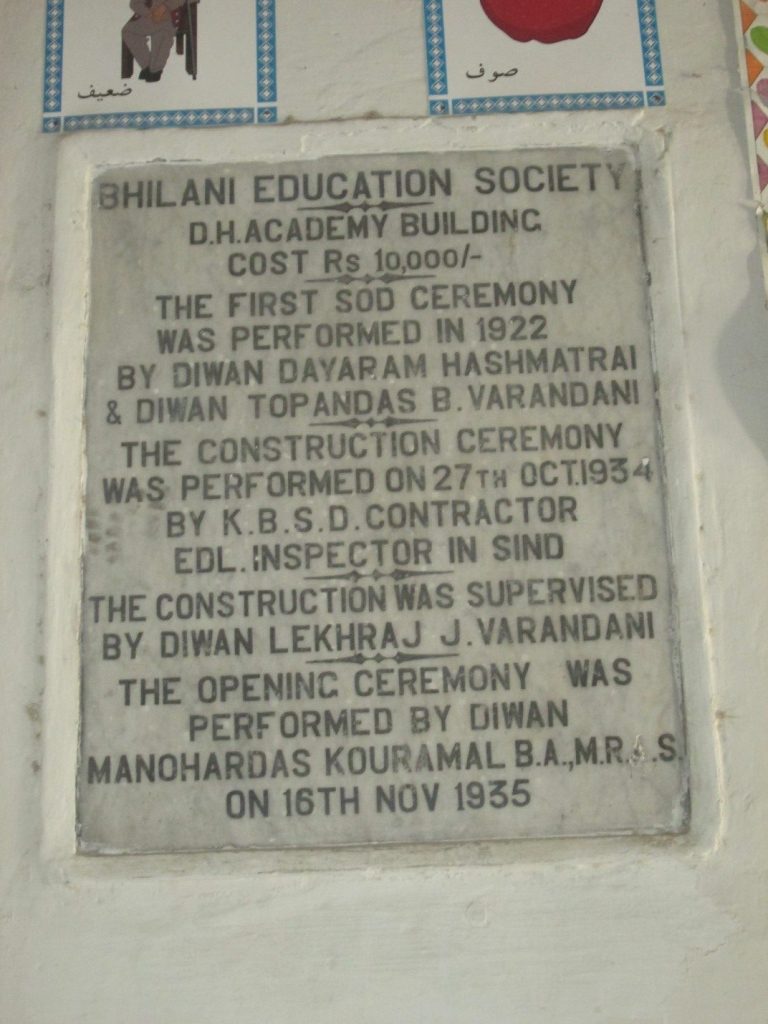 ضعيف
صوف
BHILANI EDUCATION SOCIETY
D.H.ACADEMY BUILDING
COST Rs 10,000/-
THE FIRST SOD CEREMONY
WAS PERFORMED IN 1922
BY DIWAN DAYARAM HASHMATRAI
& DIWAN TOPANDAS B.VARANDANI
THE CONSTRUCTION CEREMONY
WAS PERFORMED ON 27TH OCT.1934
BY K.B.S.D.CONTRACTOR
EDL.INSPECTOR IN SIND
THE CONSTRUCTION WAS SUPERVISED
BY DIWAN LEKHRAJ J.VARANDANI
THE OPENING CEREMONY WAS
PERFORMED BY DIWAN
MANOHARDAS KOURAMAL B.A.,
ON 16TH NOV 1935